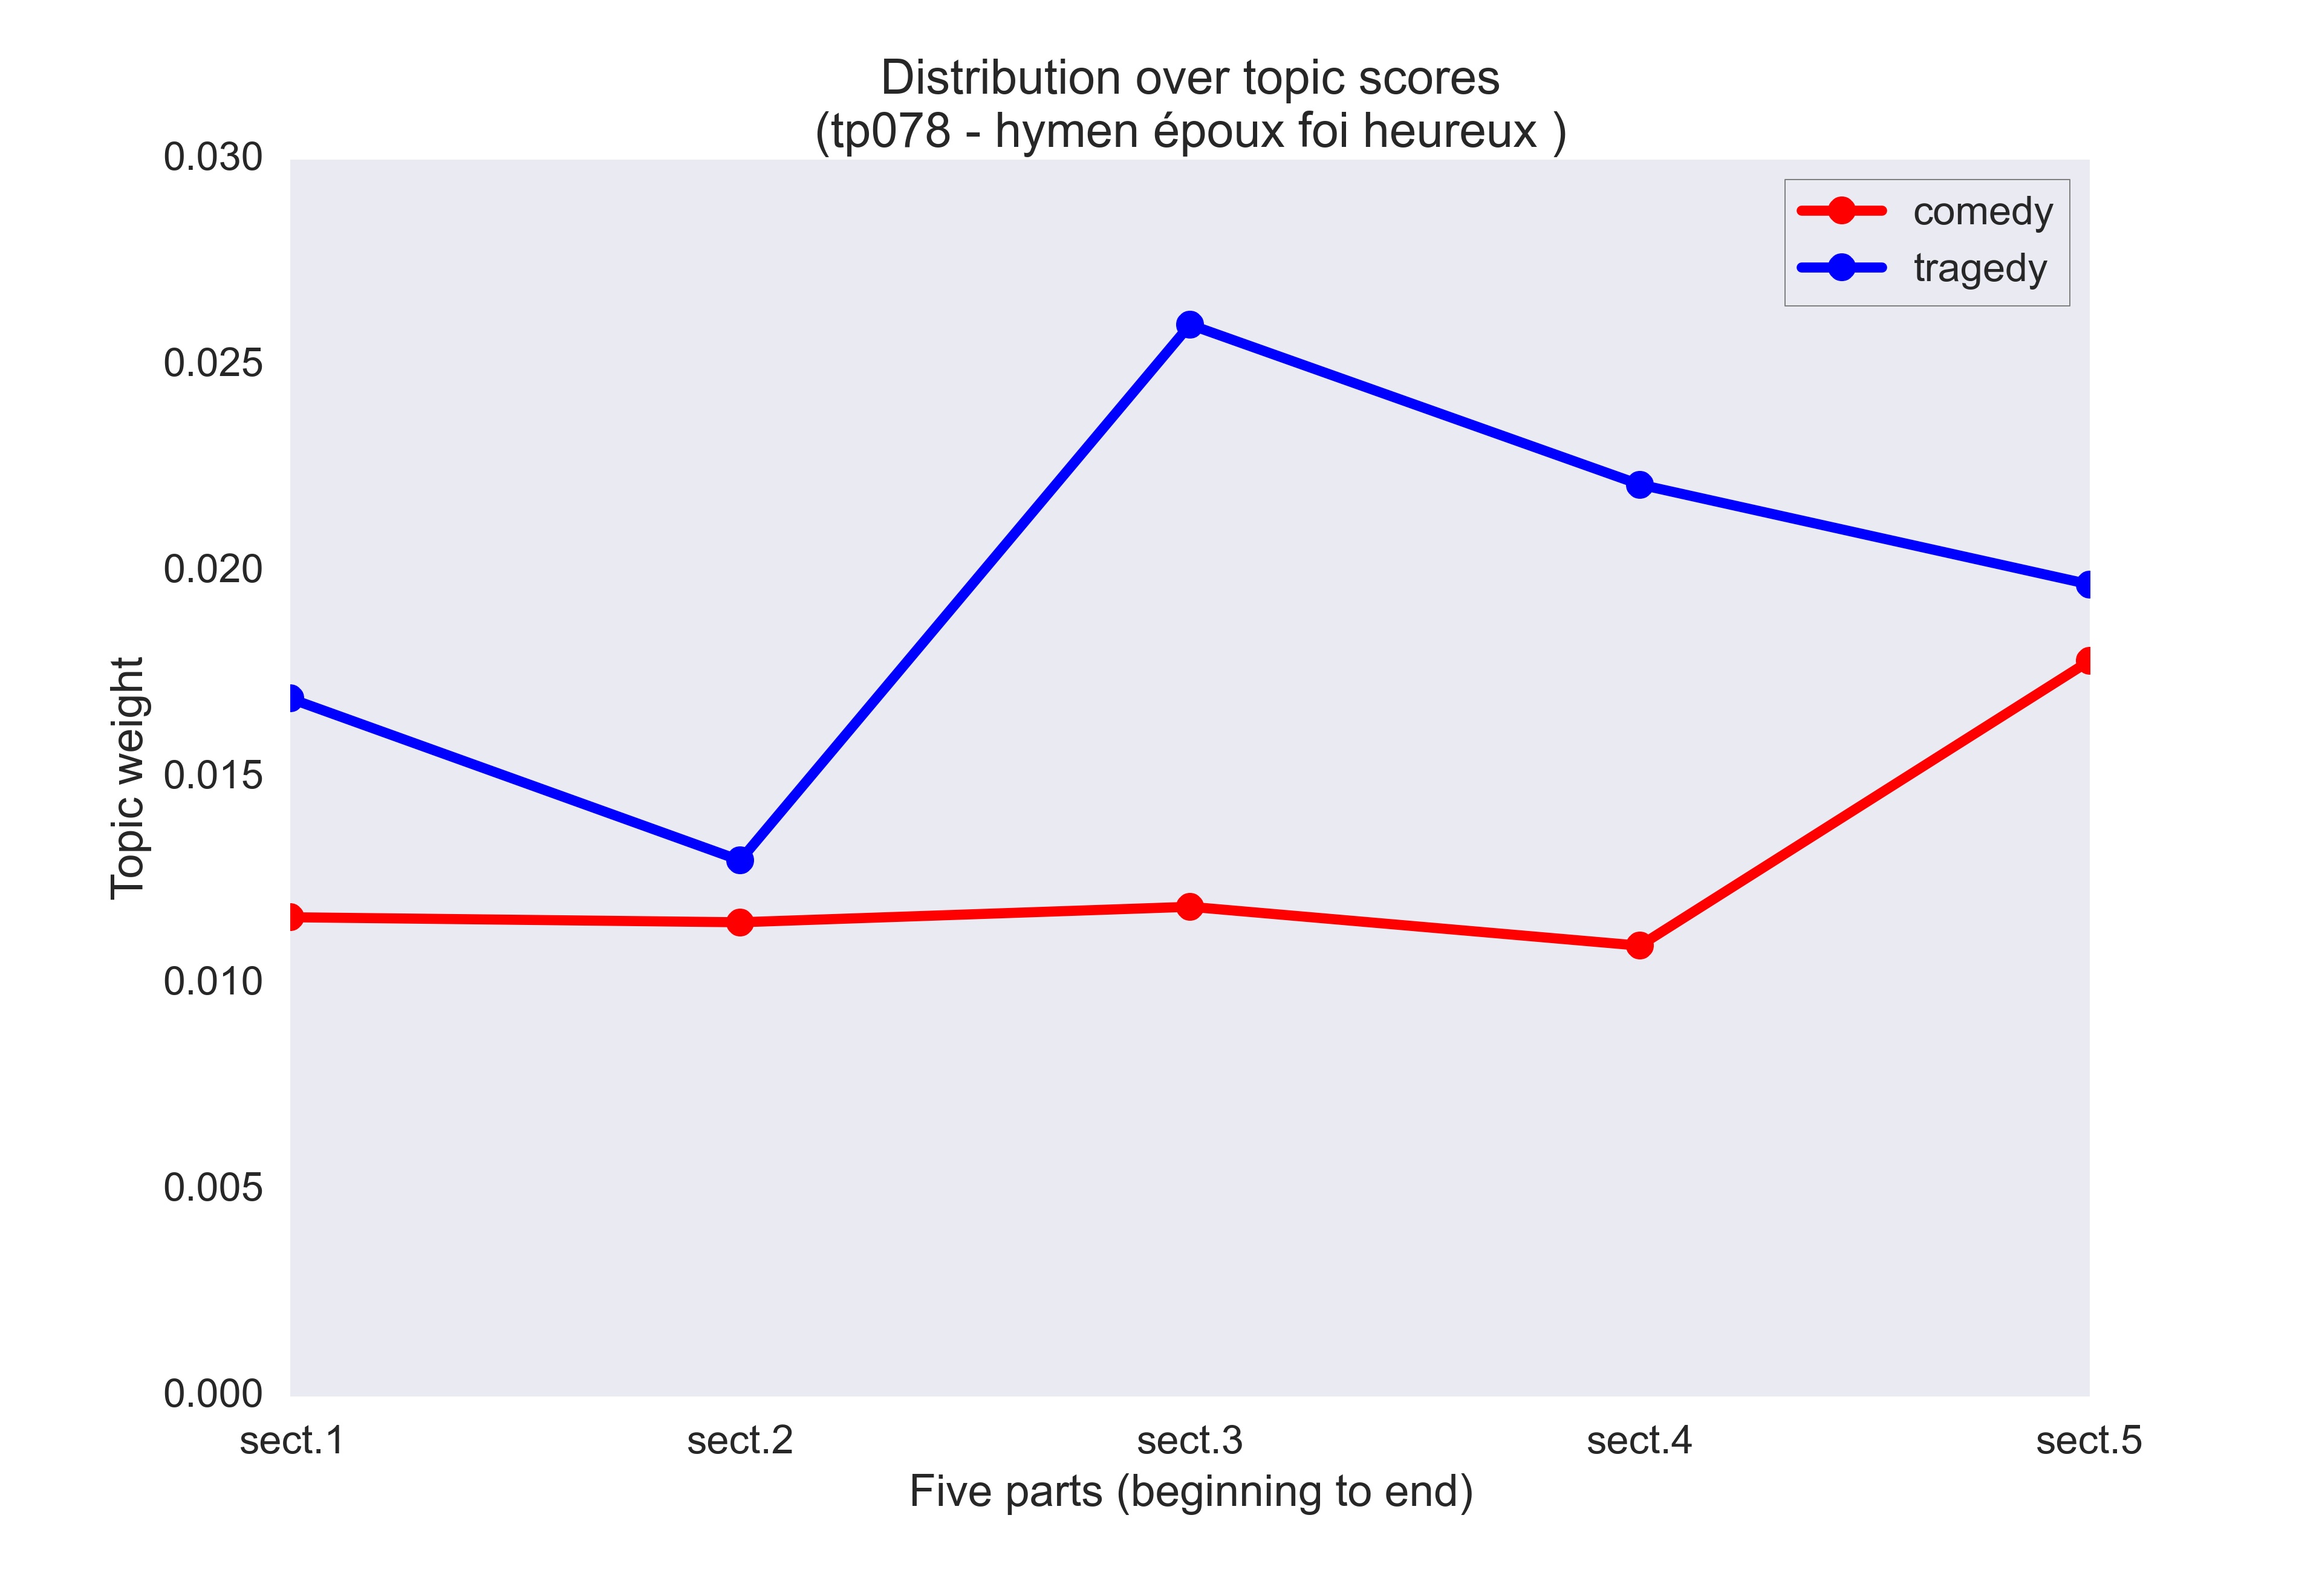 Distribution over topic scores
(tp078 - hymen époux foi heureux )
comedy
tragedy
Topic weight
0.030
0.025
0.020
0.015
0.010
0.005
0.000
sect.1
sect.2
sect.3
sect.4
sect.5
Five parts (beginning to end)